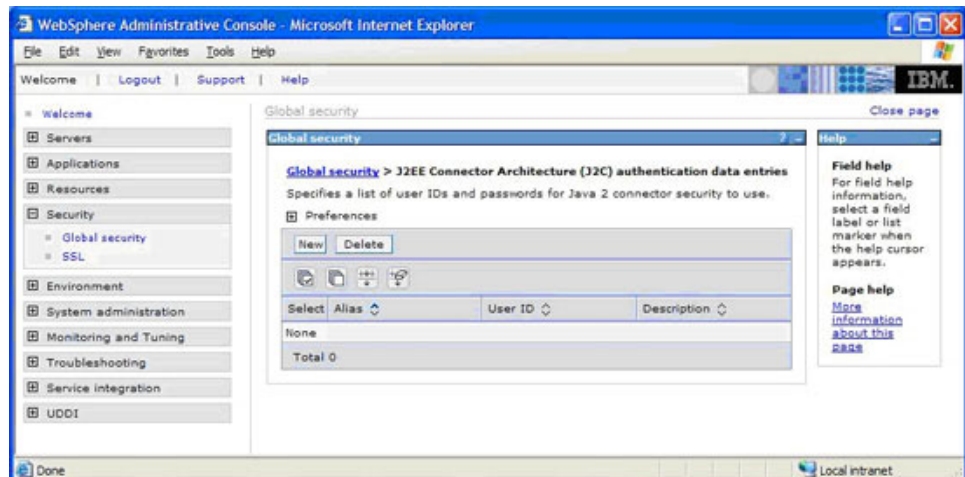 WebSphere Administrative Console - Microsoft Internet Explorer
File Edit View Favorites Tools Help
Welcome | Logout | Support | Help
IBM.
Welcome
Servers
Applications
Resources
Security
Global security
SSL
Environment
System administration
Monitoring and Tuning
Troubleshooting
Service integration
UDDI
Global security
Close page
Global security ? -
Global security > J2EE Connector Architecture (J2C) authentication data entries
Specifies a list of user IDs and passwords for Java 2 connector security to use.
Preferences
New Delete
Select Alias User ID Description
None
Total 0
Help -
Field help
For field help
information,
select a field
label or list
marker when
the help cursor
appears.
Page help
More
information
about this
page
Done
Local intranet